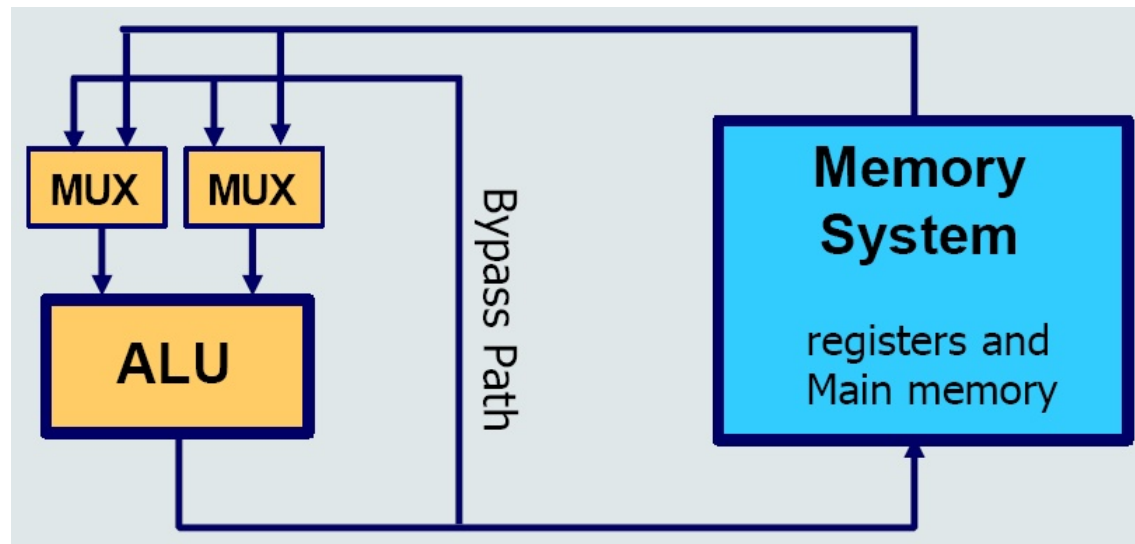 MUX
MUX
ALU
Bypass Path
Memory
System
registers and
Main memory